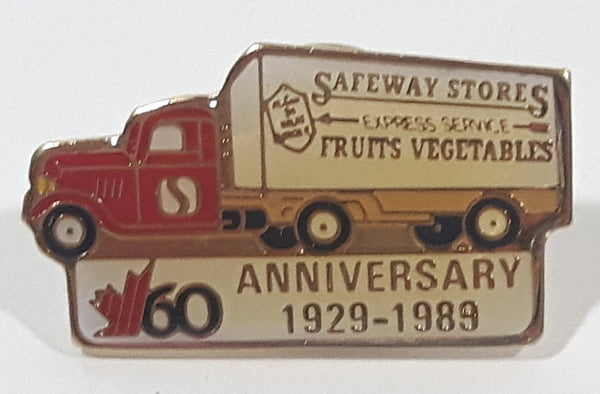 SAFEWAY STORES
EXPRESS SERVICE
FRUITS VEGETABLES
S
60
ANNIVERSARY
1929-1989